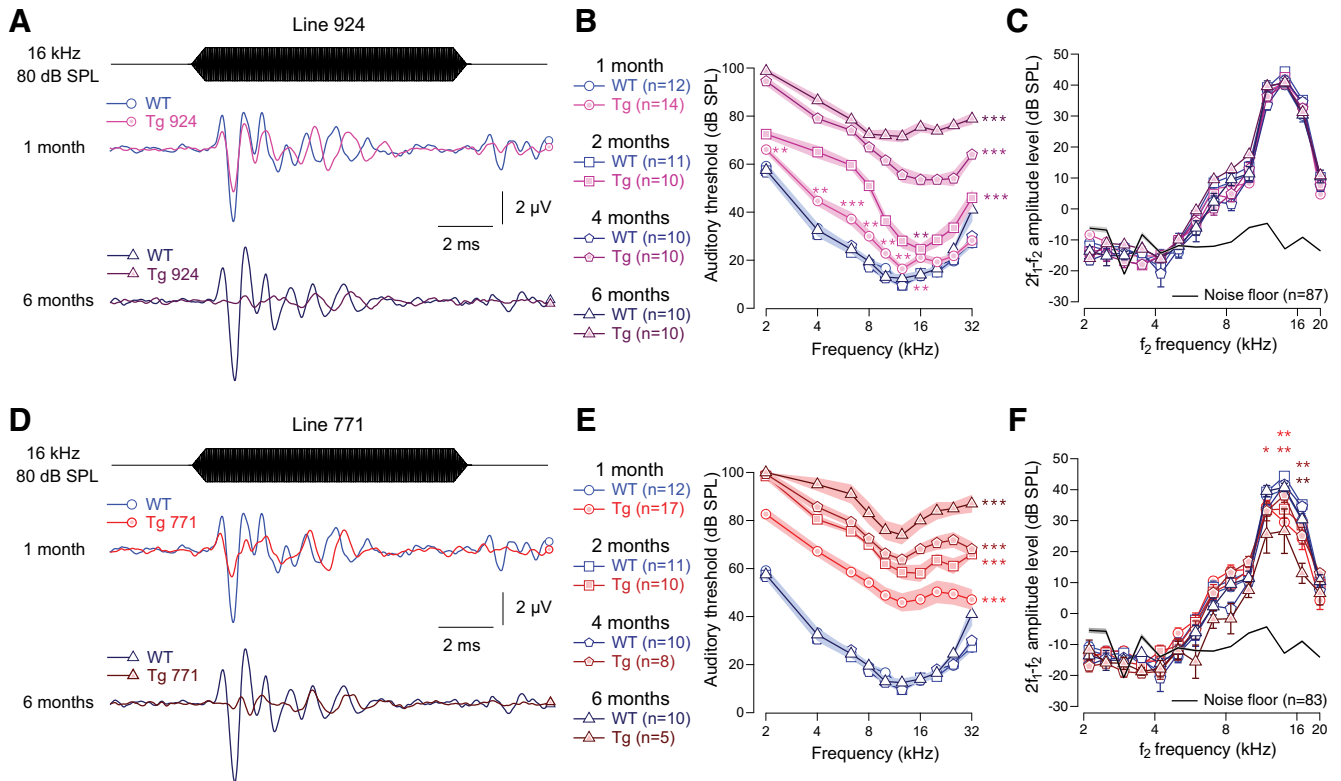 A
Line 924
16 kHz
80 dB SPL
WT
Tg 924
1 month
2 µV
2 ms
WT
Tg 924
6 months
B
1 month
WT (n=12)
Tg (n=14)
2 months
WT (n=11)
Tg (n=10)
4 months
WT (n=10)
Tg (n=10)
6 months
WT (n=10)
Tg (n=10)
Auditory threshold (dB SPL)
100
80
60
40
20
0
**
**
***
**
**
**
**
**
***
***
***
2 4 8 16 32
Frequency (kHz)
C
2f1-f2 amplitude level (dB SPL)
50
40
30
20
10
0
-10
-20
-30
Noise floor (n=87)
2 4 8 16 20
f2 frequency (kHz)
D
Line 771
16 kHz
80 dB SPL
WT
Tg 771
1 month
2 µV
2 ms
WT
Tg 771
6 months
E
1 month
WT (n=12)
Tg (n=17)
2 months
WT (n=11)
Tg (n=10)
4 months
WT (n=10)
Tg (n=8)
6 months
WT (n=10)
Tg (n=5)
Auditory threshold (dB SPL)
100
80
60
40
20
0
***
***
***
***
2 4 8 16 32
Frequency (kHz)
F
2f1-f2 amplitude level (dB SPL)
50
40
30
20
10
0
-10
-20
-30
**
* **
**
**
Noise floor (n=83)
2 4 8 16 20
f2 frequency (kHz)